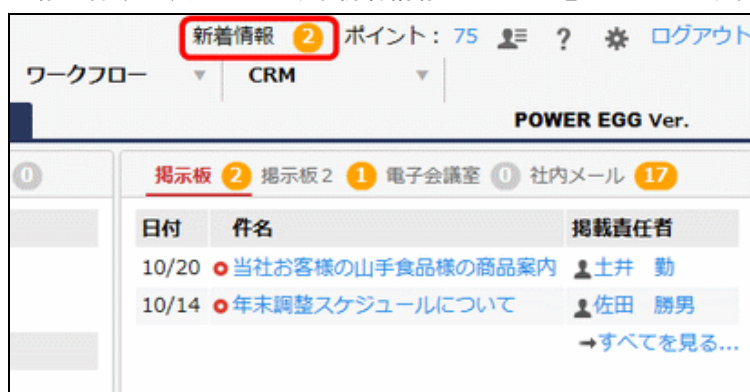 新着情報 2 ポイント： 75 ? ログアウト
ワークフロー ▼ CRM ▼
POWER EGG Ver.
0 掲示板 2 掲示板２ 1 電子会議室 0 社内メール 17
日付 件名 掲載責任者
10/20 当社お客様の山手食品様の商品案内 土井 勤
10/14 年末調整スケジュールについて 佐田 勝男
→すべてを見る...